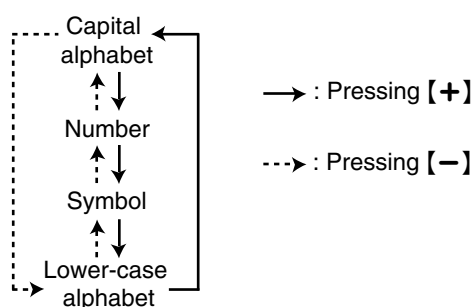 Capital
alphabet
Number
Symbol
Lower-case
alphabet
: Pressing【+】
: Pressing【−】